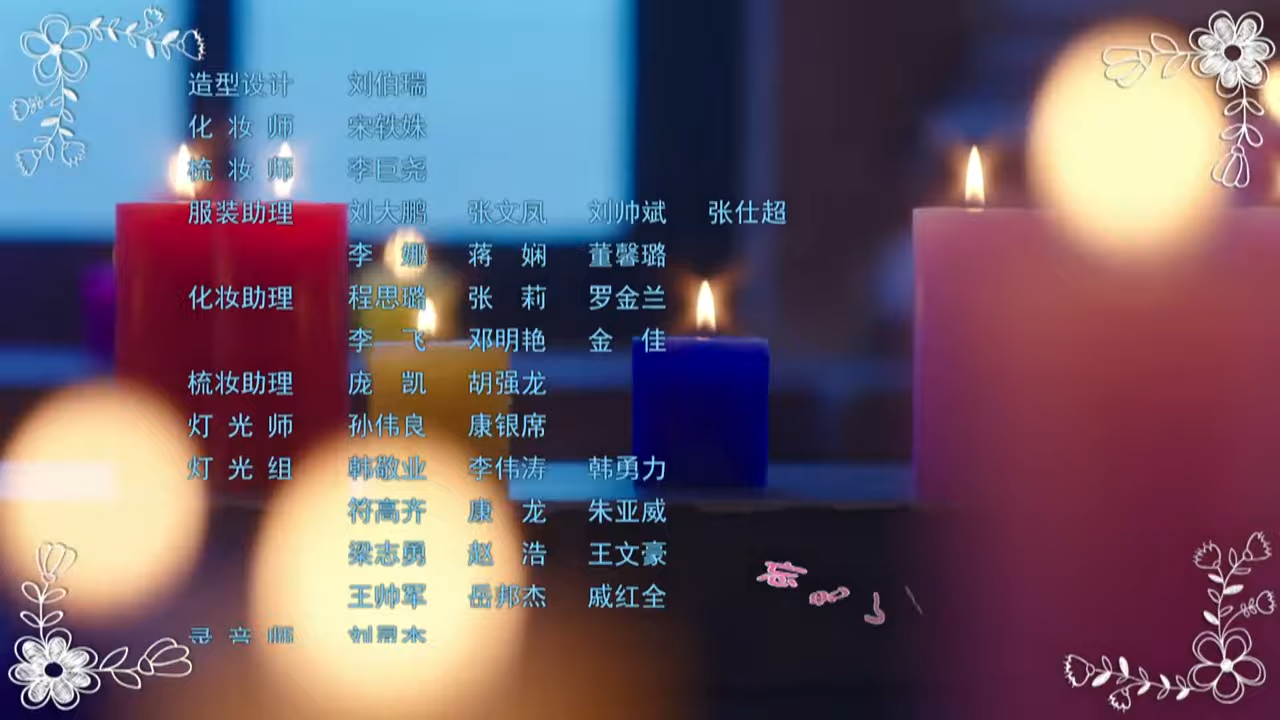 造型设计 刘伯瑞
化妆师 宋轶姝
梳妆师 李巨尧
服装助理 刘大鹏 张文凤 刘帅斌 张仕超
李娜 蒋娴 董馨璐
化妆助理 程思璐 张莉 罗金兰
李飞 邓明艳 金佳
梳妆助理 庞凯 胡强龙
灯光师 孙伟良 康银席
灯光组 韩敬业 李伟涛 韩勇力
符高齐 康龙 朱亚威
梁志勇 赵浩 王文豪
王帅军 岳邦杰 戚红全
录音师
忘